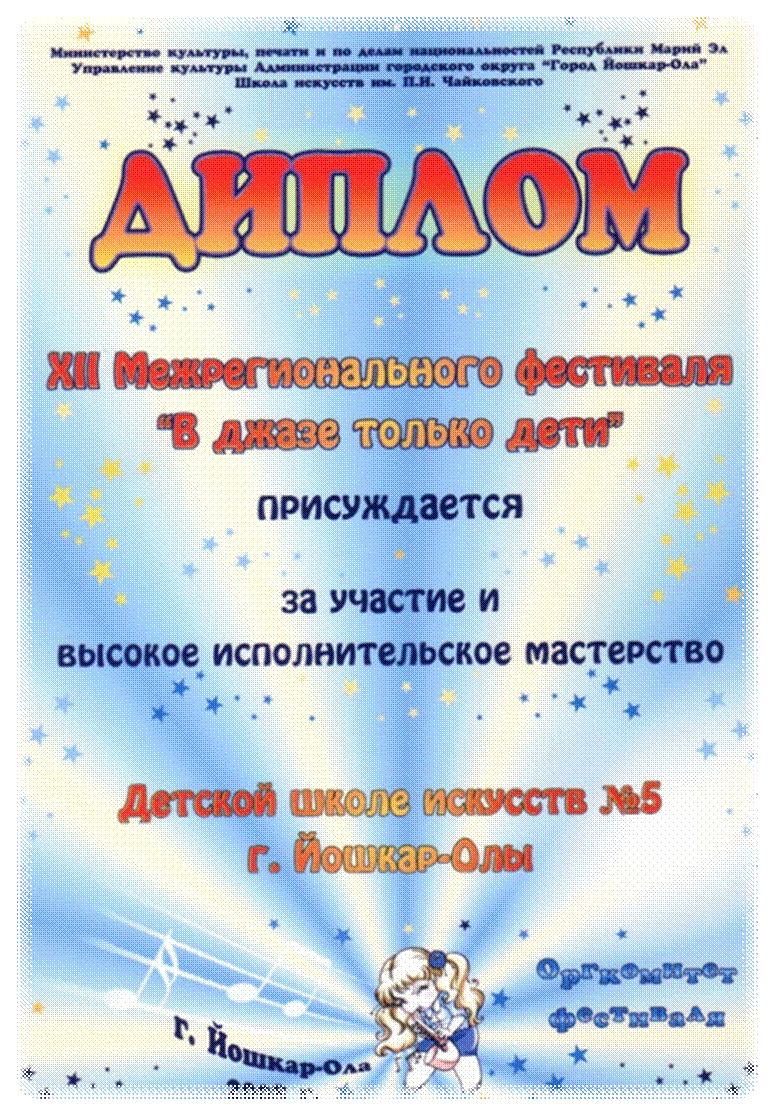 Министерство культуры, печати и по делам национальностей Республики Марий Эл
Управление культуры Администрации городского округа “Город Йошкар-Ола”
Школа искусств им. П.И. Чайковского
ДИПЛОМ
XII Межрегионального фестиваля
“В джазе только дети”
присуждается
за участие и
высокое исполнительское мастерство
Детской школе искусств №5
г. Йошкар-Олы
Оргкомитет
фестиваля
г. Йошкар-Ола